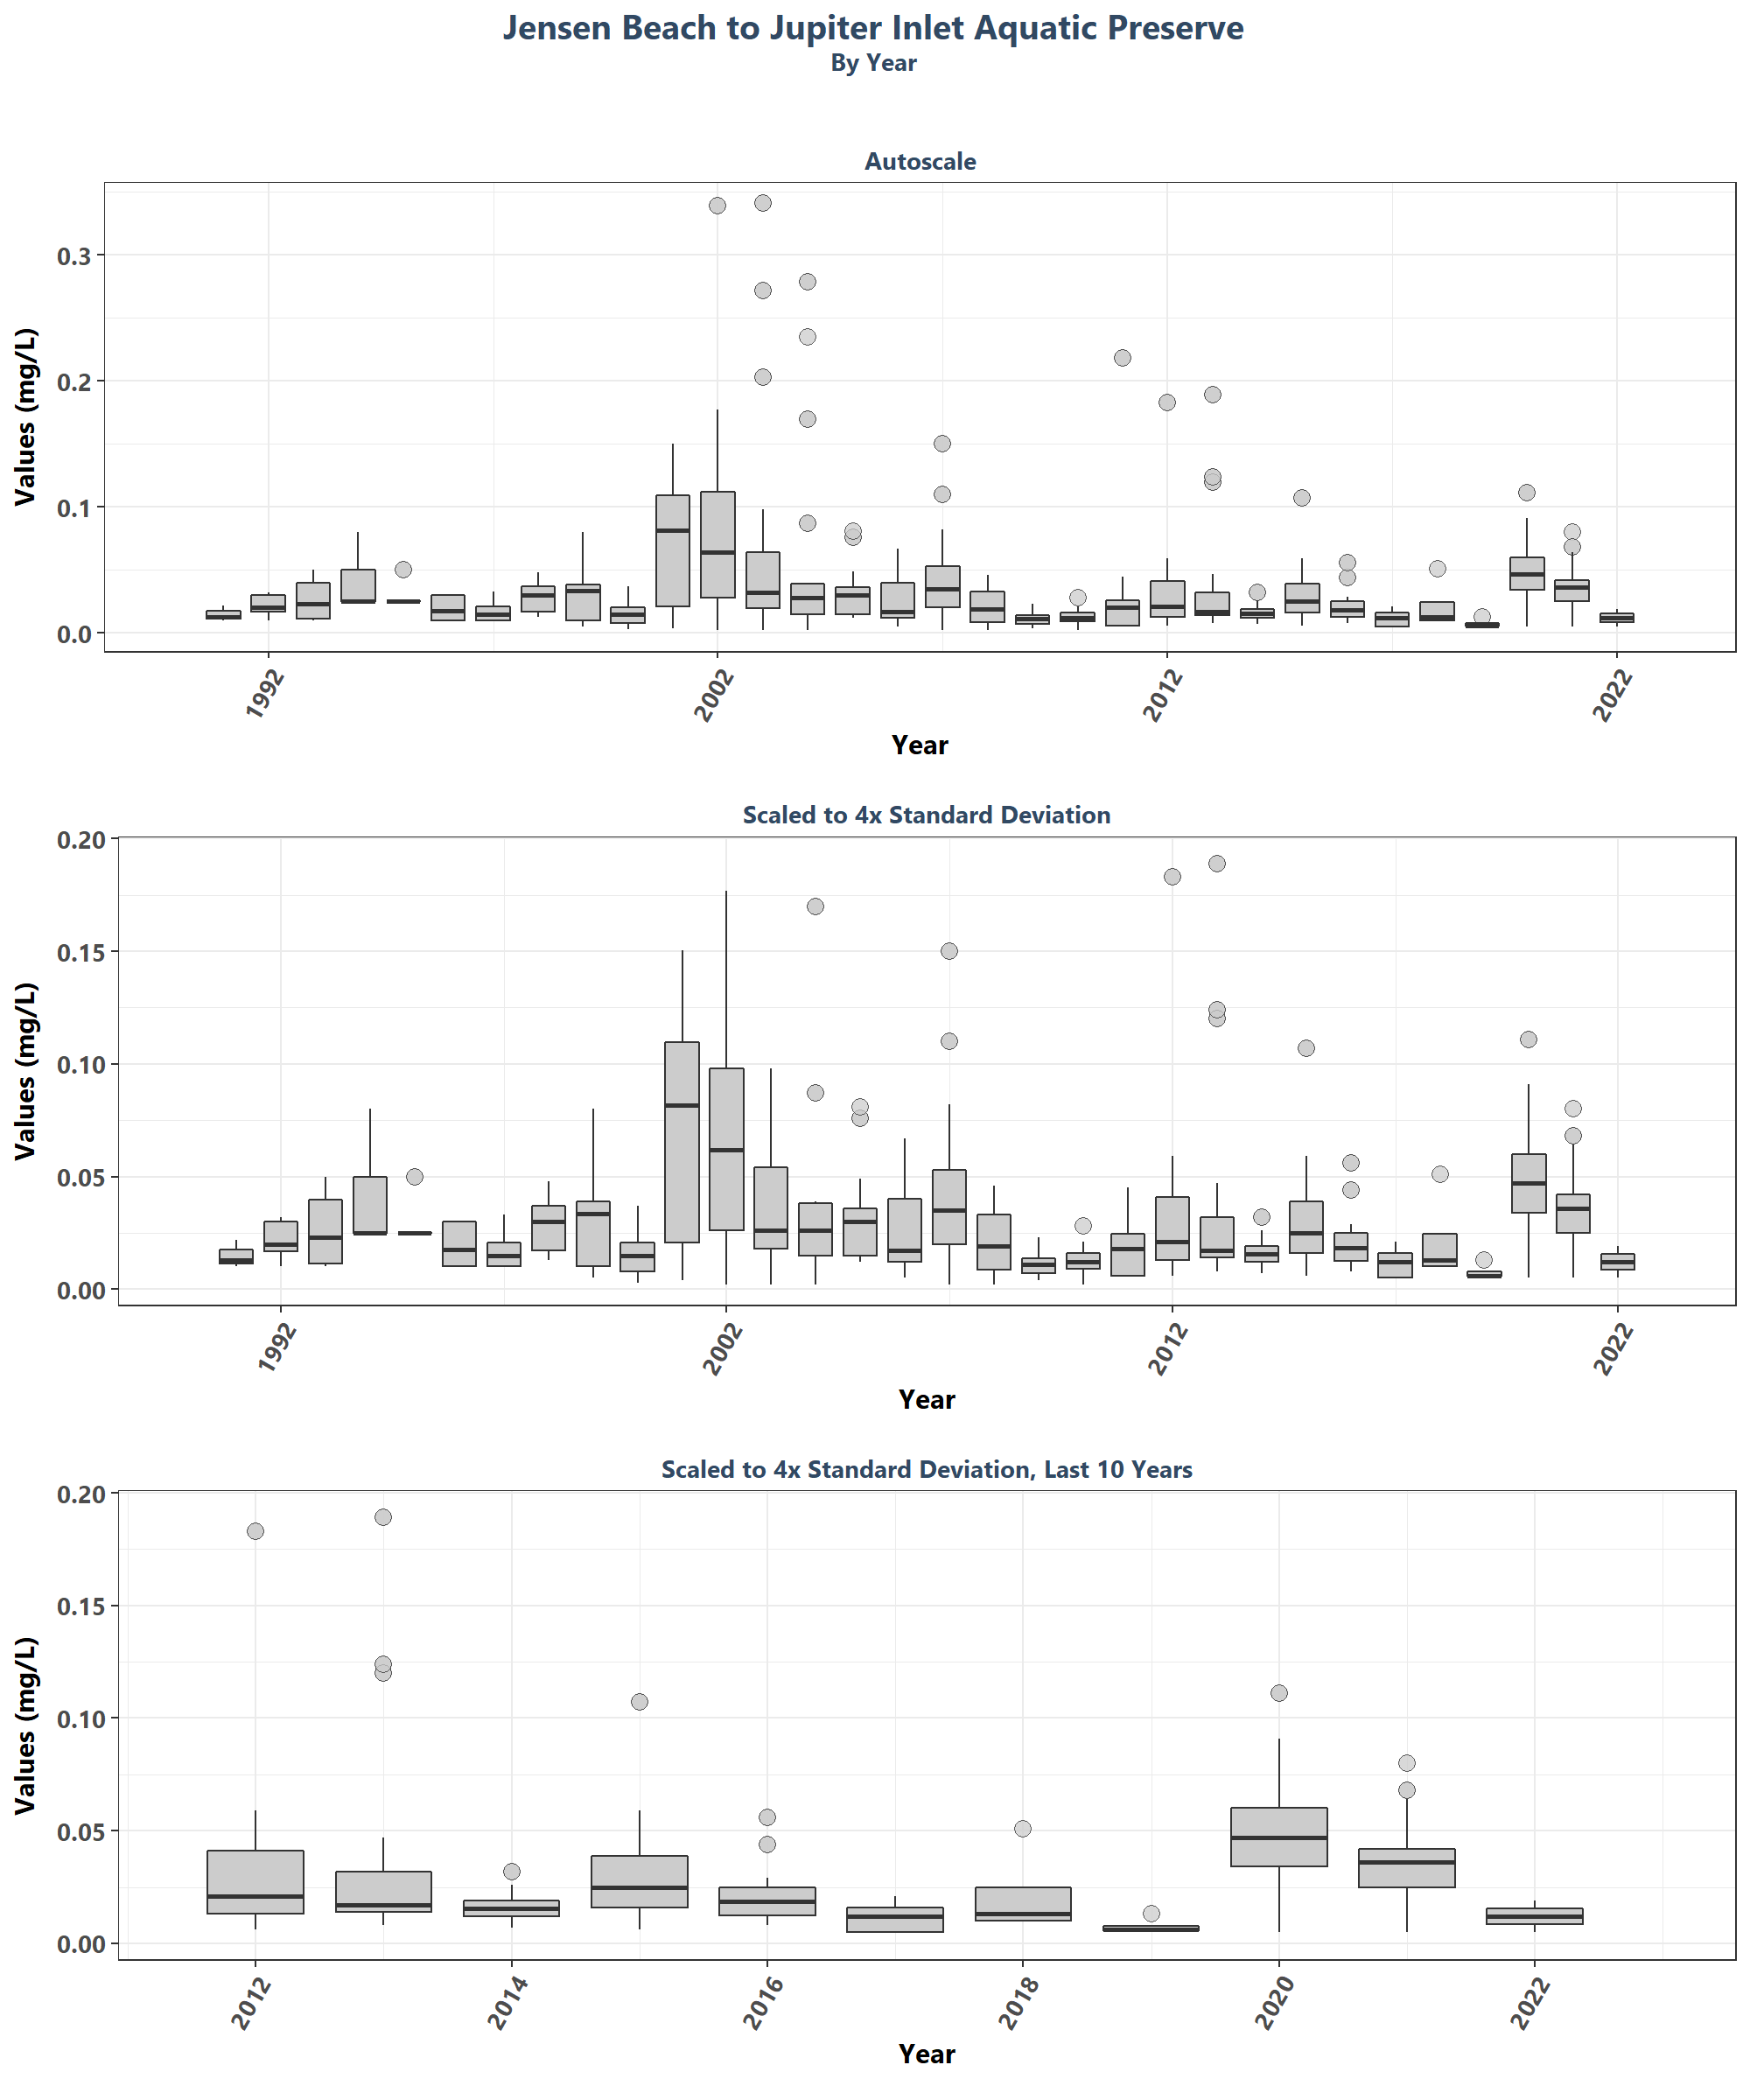 Jensen Beach to Jupiter Inlet Aquatic Preserve
By Year
Autoscale
Values (mg/L)
0.3
0.2
0.1
0.0
1992
2002
2012
2022
Year
Scaled to 4x Standard Deviation
Values (mg/L)
0.20
0.15
0.10
0.05
0.00
1992
2002
2012
2022
Year
Scaled to 4x Standard Deviation, Last 10 Years
Values (mg/L)
0.20
0.15
0.10
0.05
0.00
2012
2014
2016
2018
2020
2022
Year